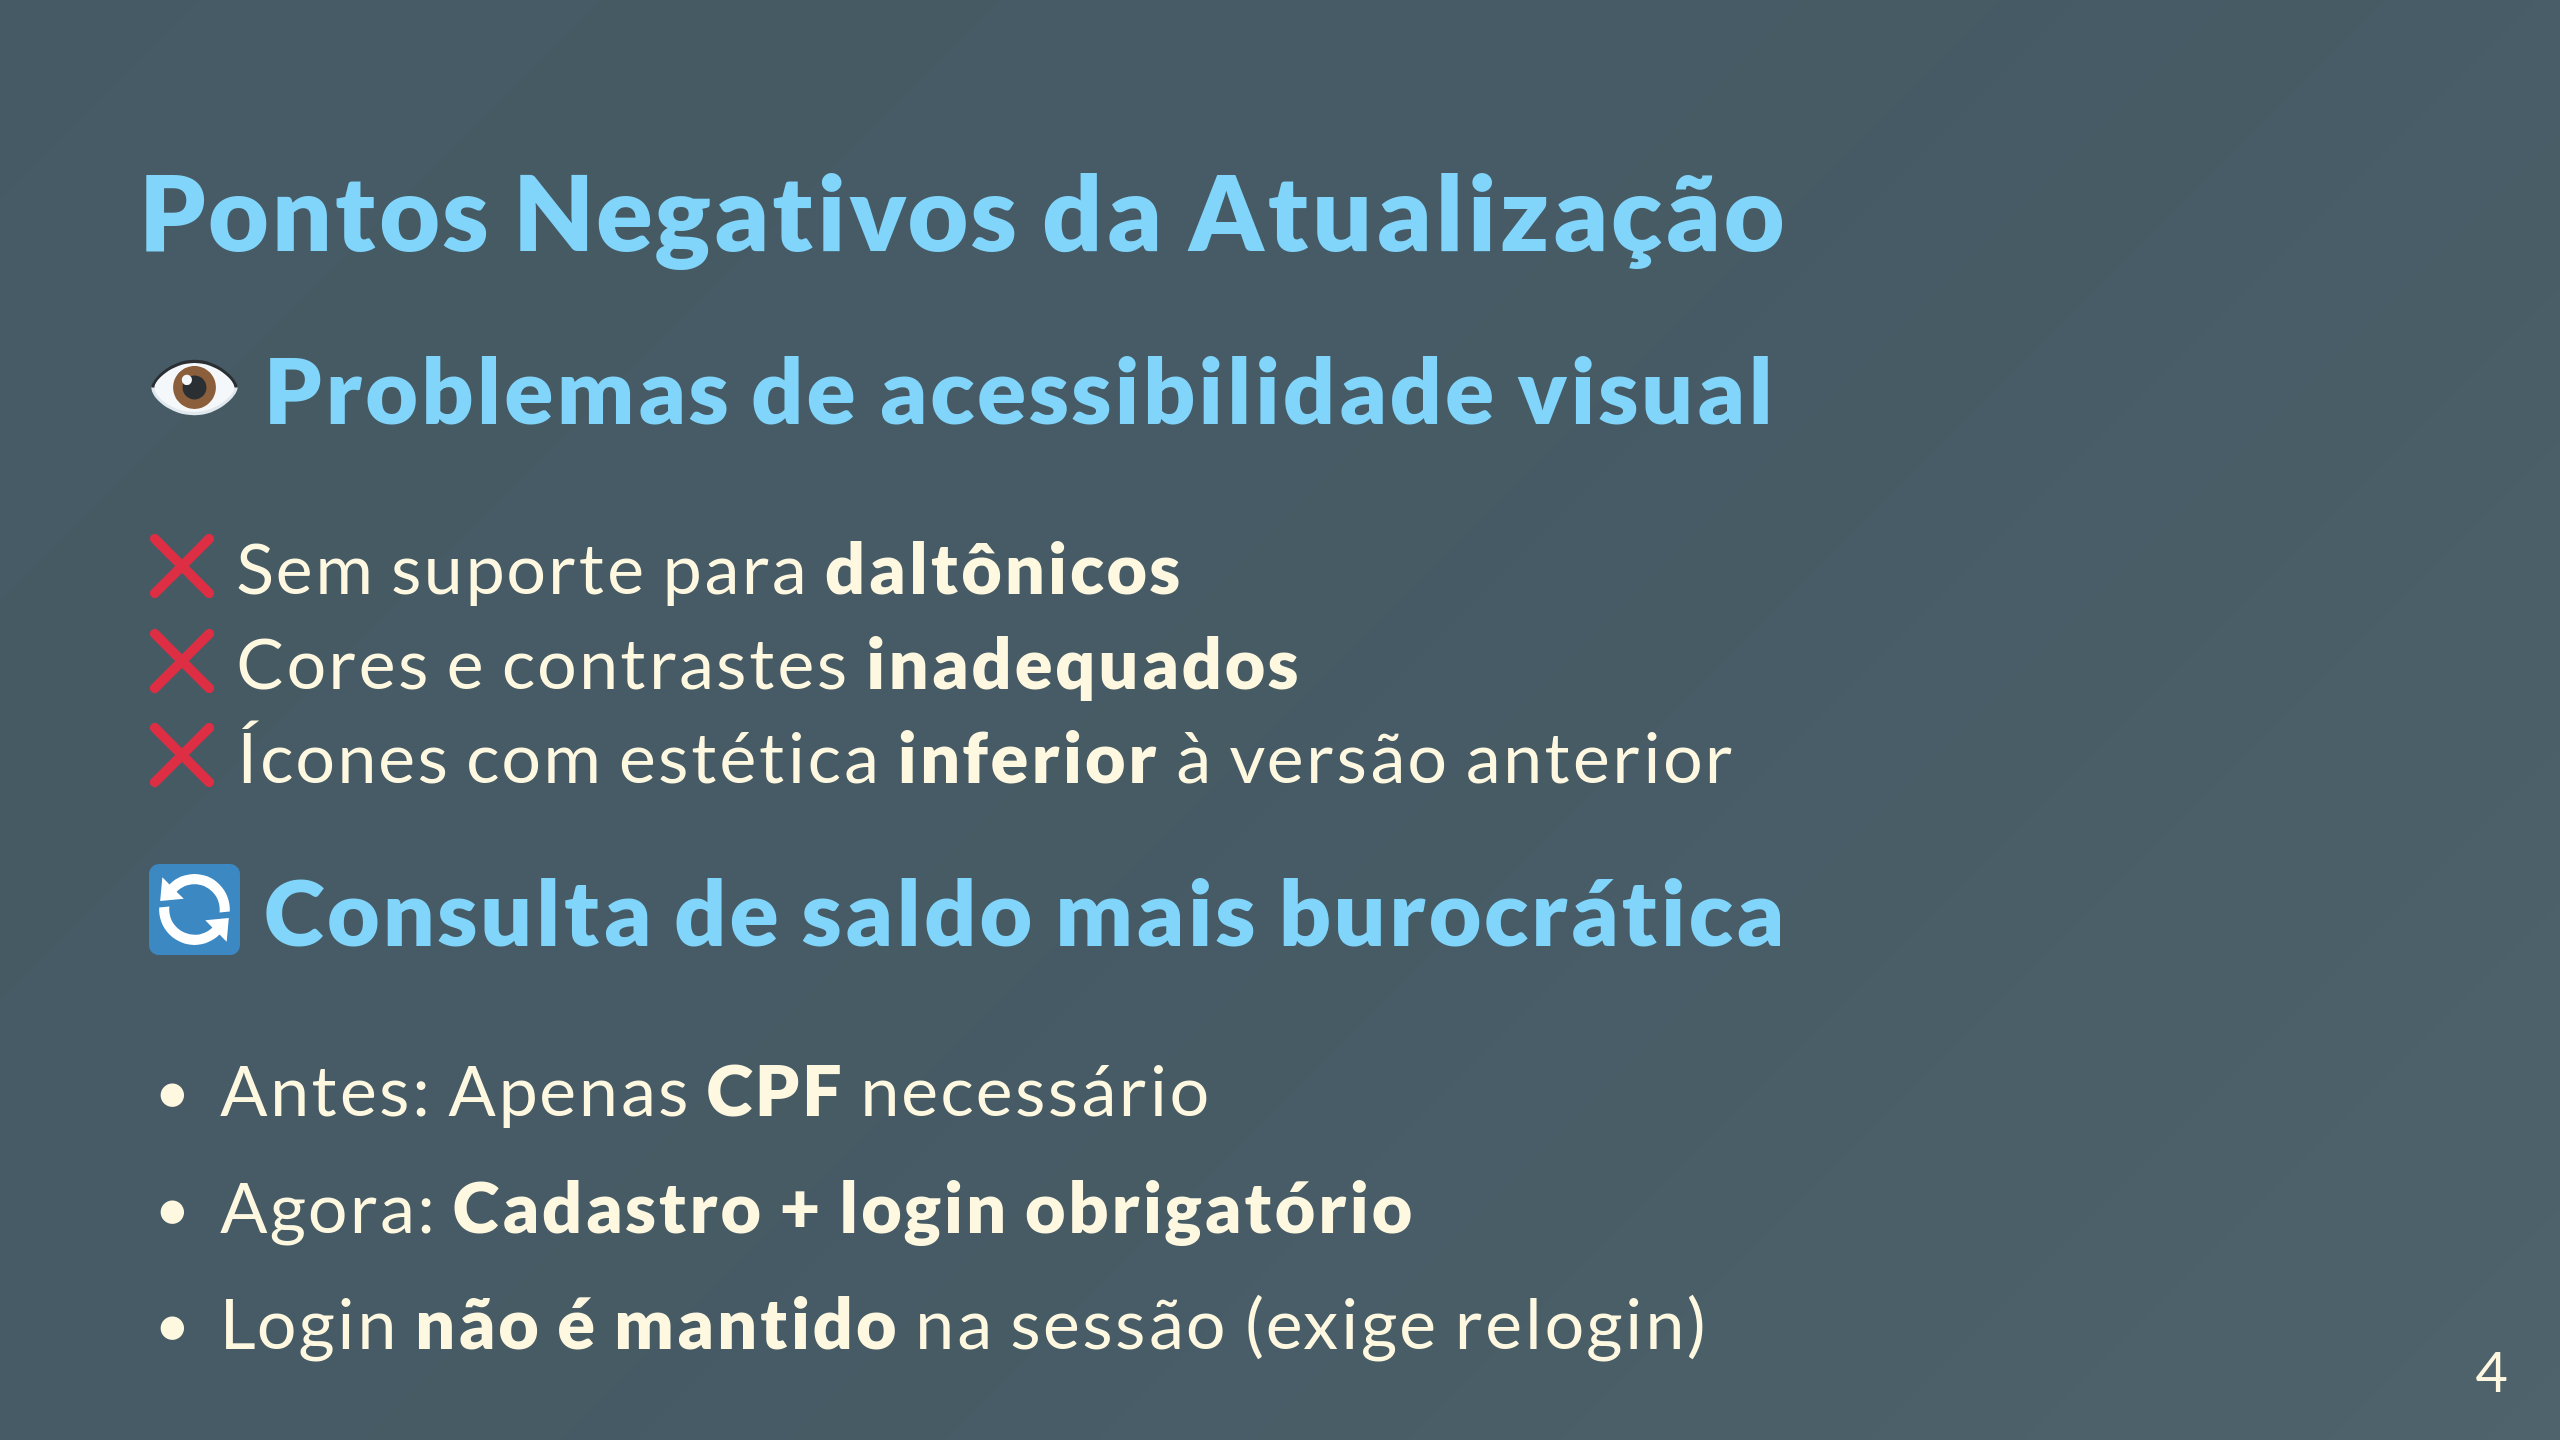 Pontos Negativos da Atualização
👁 Problemas de acessibilidade visual
❌ Sem suporte para daltônicos
❌ Cores e contrastes inadequados
❌ Ícones com estética inferior à versão anterior
🔄 Consulta de saldo mais burocrática
• Antes: Apenas CPF necessário
• Agora: Cadastro + login obrigatório
• Login não é mantido na sessão (exige relogin)
4